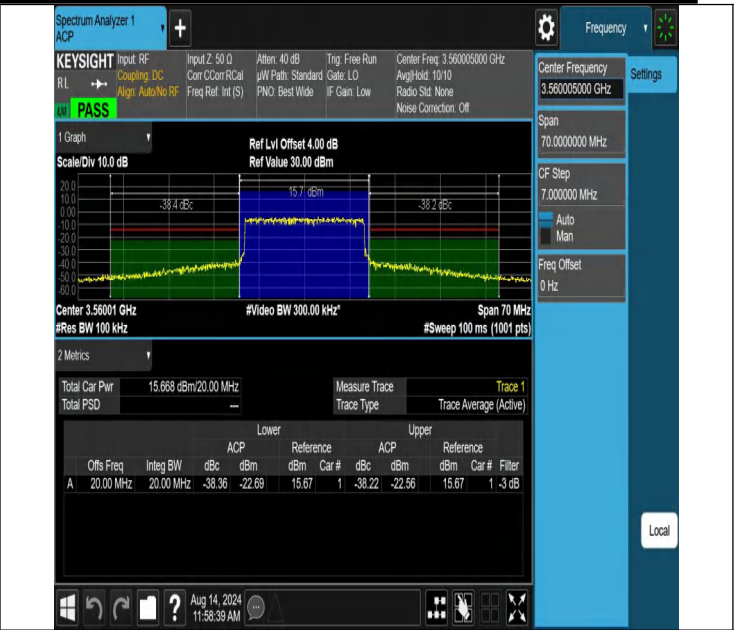 Spectrum Analyzer 1
ACP
+
Frequency
KEYSIGHT Input: RF Input Z: 50 Ω Atten: 40 dB Trig: Free Run Center Freq: 3.560005000 GHz
RL Coupling: DC Corr CCorr RCal µW Path: Standard Gate: LO Avg|Hold: 10/10
Align: Auto/No RF Freq Ref: Int (S) PNO: Best Wide IF Gain: Low Radio Std: None
PASS Noise Correction: Off
Center Frequency
3.560005000 GHz
Settings
Span
70.0000000 MHz
CF Step
7.000000 MHz
Auto
Man
Freq Offset
0 Hz
1 Graph
Ref Lvl Offset 4.00 dB
Scale/Div 10.0 dB Ref Value 30.00 dBm
20.0
10.0
0.00
-10.0
-20.0
-30.0
-40.0
-50.0
-60.0
-38.4 dBc 15.7 dBm -38.2 dBc
Center 3.56001 GHz #Video BW 300.00 kHz* Span 70 MHz
#Res BW 100 kHz #Sweep 100 ms (1001 pts)
2 Metrics
Total Car Pwr 15.668 dBm/20.00 MHz Measure Trace Trace 1
Total PSD --- Trace Type Trace Average (Active)
Lower Upper
ACP Reference ACP Reference
Offs Freq Integ BW dBc dBm dBm Car # dBc dBm dBm Car # Filter
A 20.00 MHz 20.00 MHz -38.36 -22.69 15.67 1 -38.22 -22.56 15.67 1 -3 dB
Local
? Aug 14, 2024
11:58:39 AM